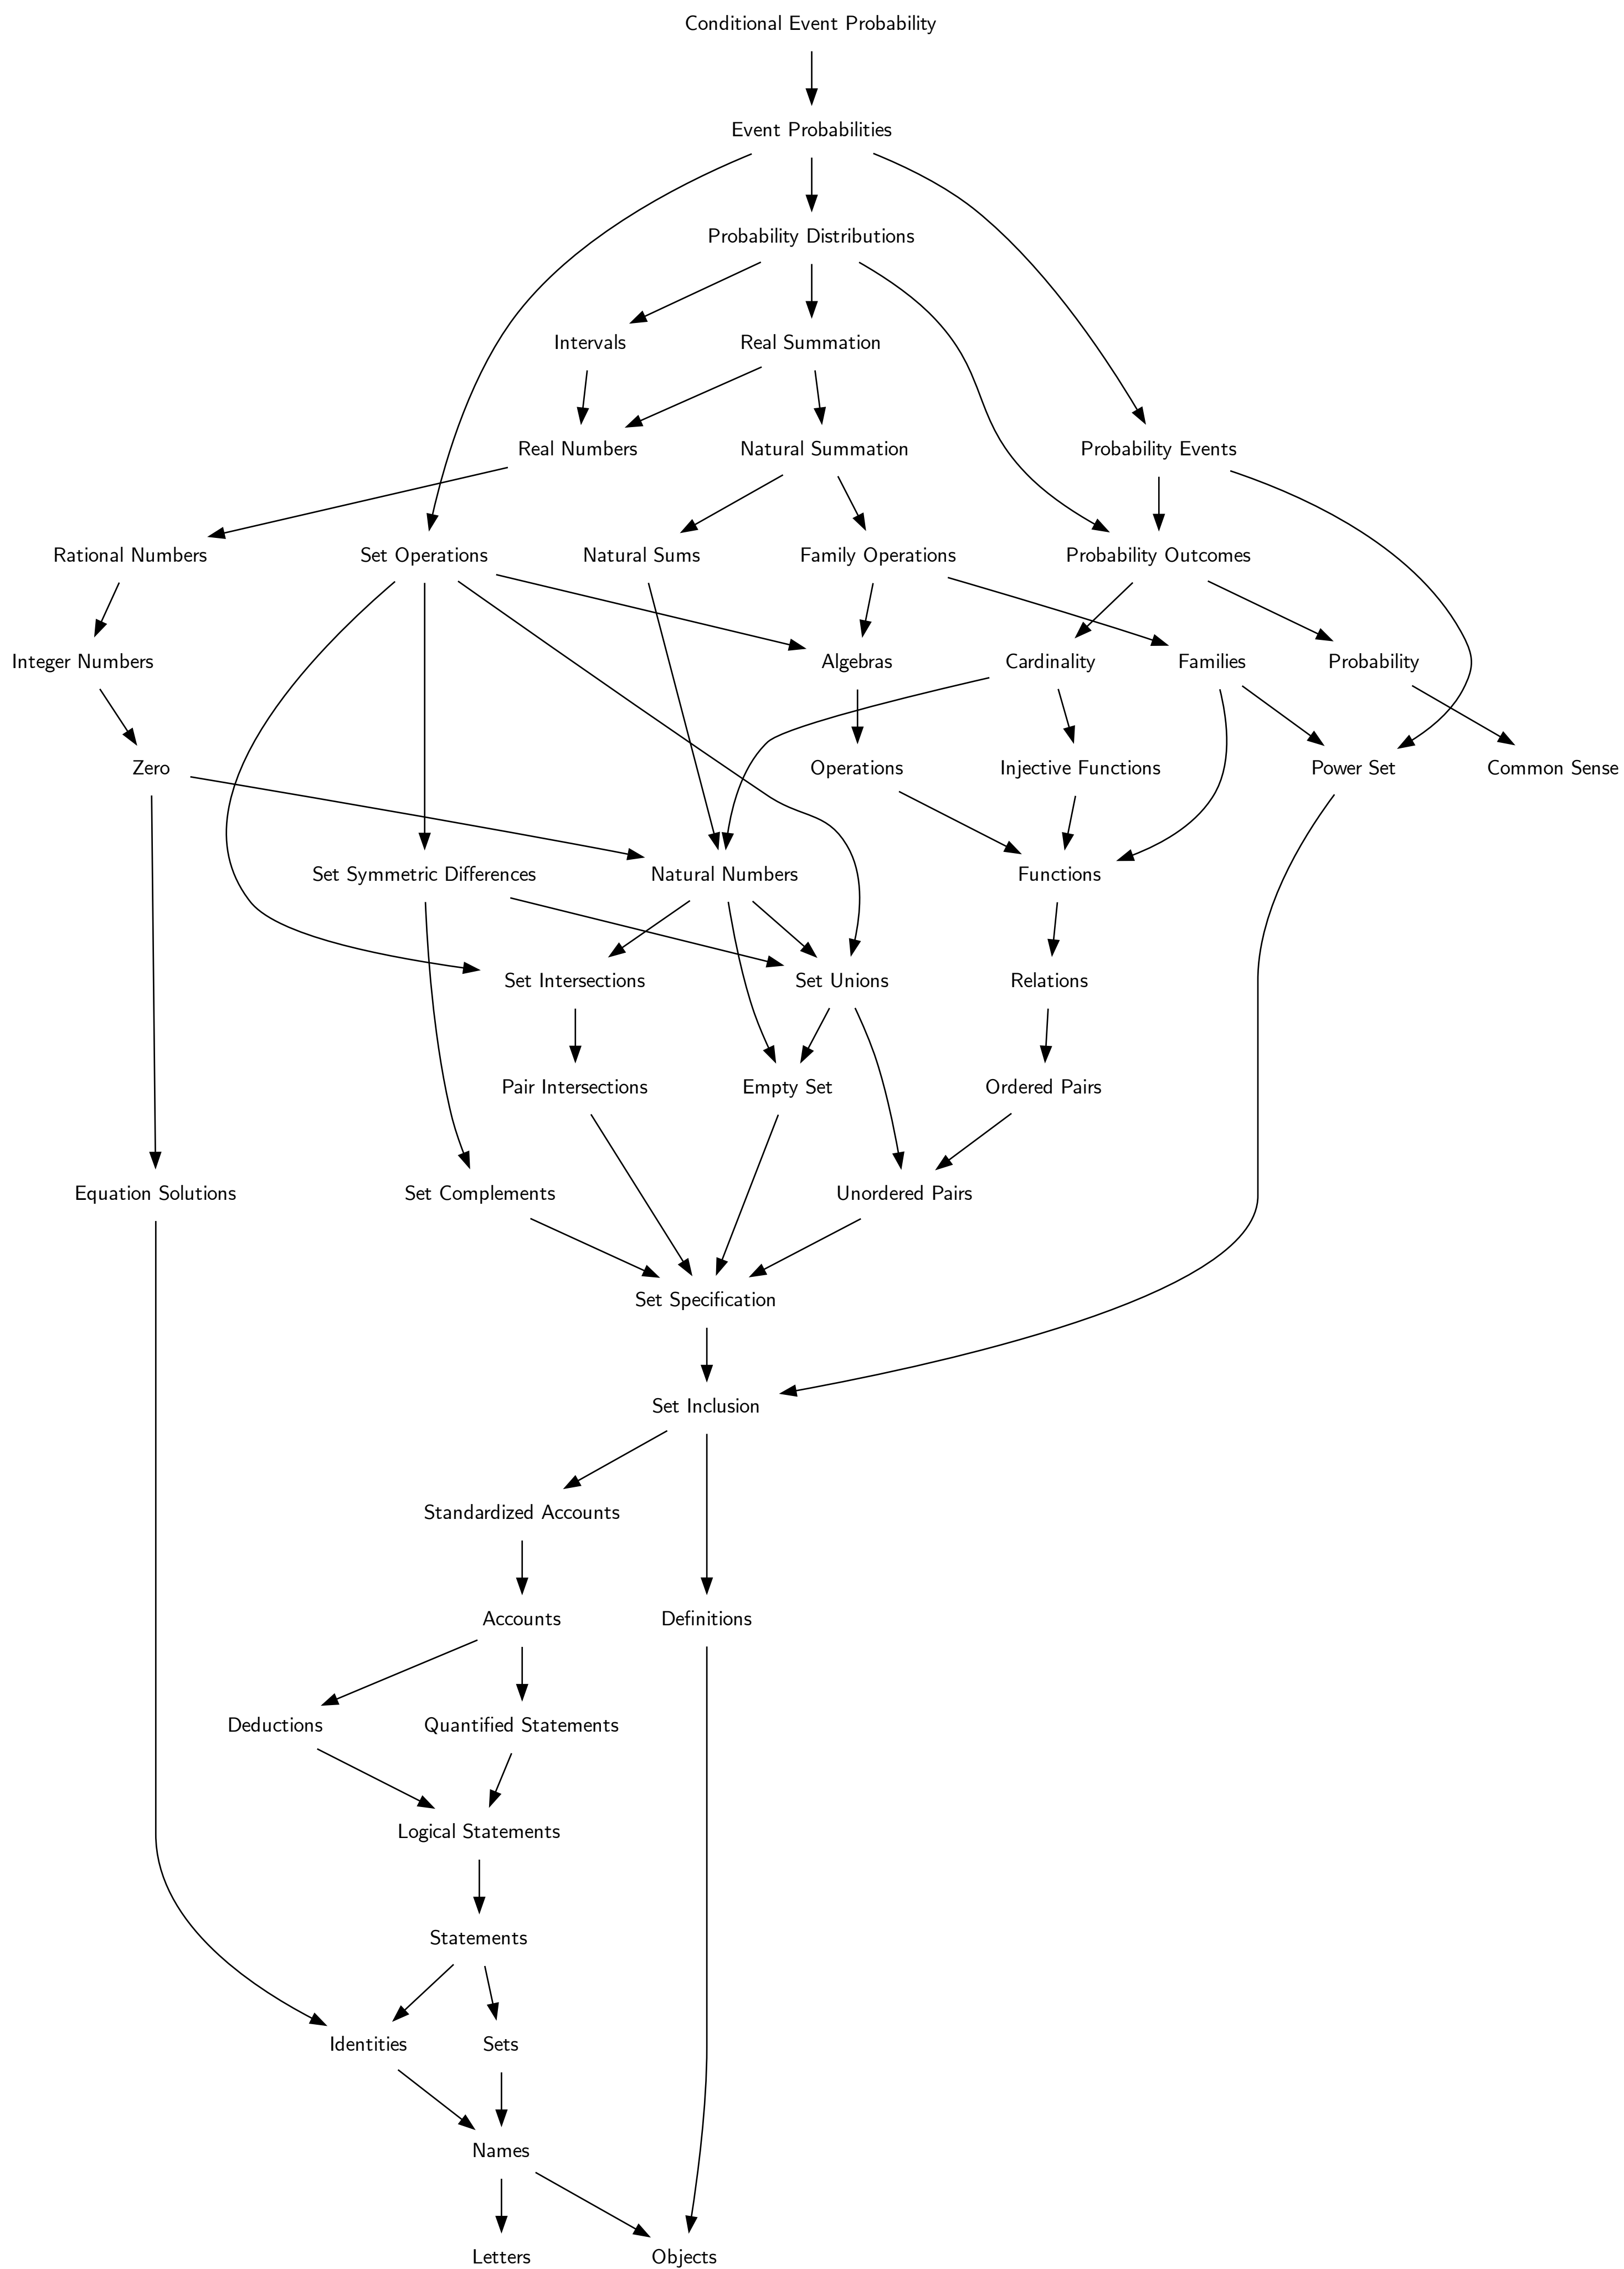 Conditional Event Probability
Event Probabilities
Probability Distributions
Intervals
Real Summation
Real Numbers
Natural Summation
Probability Events
Rational Numbers
Set Operations
Natural Sums
Family Operations
Probability Outcomes
Integer Numbers
Algebras
Cardinality
Families
Probability
Zero
Operations
Injective Functions
Power Set
Common Sense
Set Symmetric Differences
Natural Numbers
Functions
Set Intersections
Set Unions
Relations
Pair Intersections
Empty Set
Ordered Pairs
Equation Solutions
Set Complements
Unordered Pairs
Set Specification
Set Inclusion
Standardized Accounts
Accounts
Definitions
Deductions
Quantified Statements
Logical Statements
Statements
Identities
Sets
Names
Letters
Objects